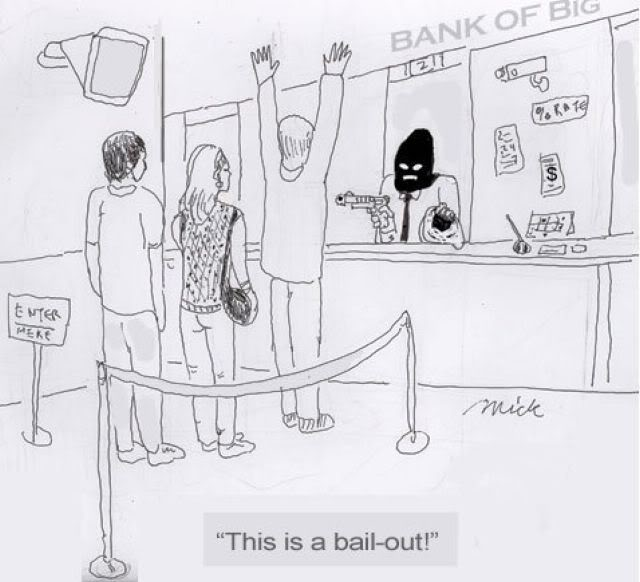 BANK OF BIG
% RATE
$
ENTER
HERE
Mick
“This is a bail-out!”